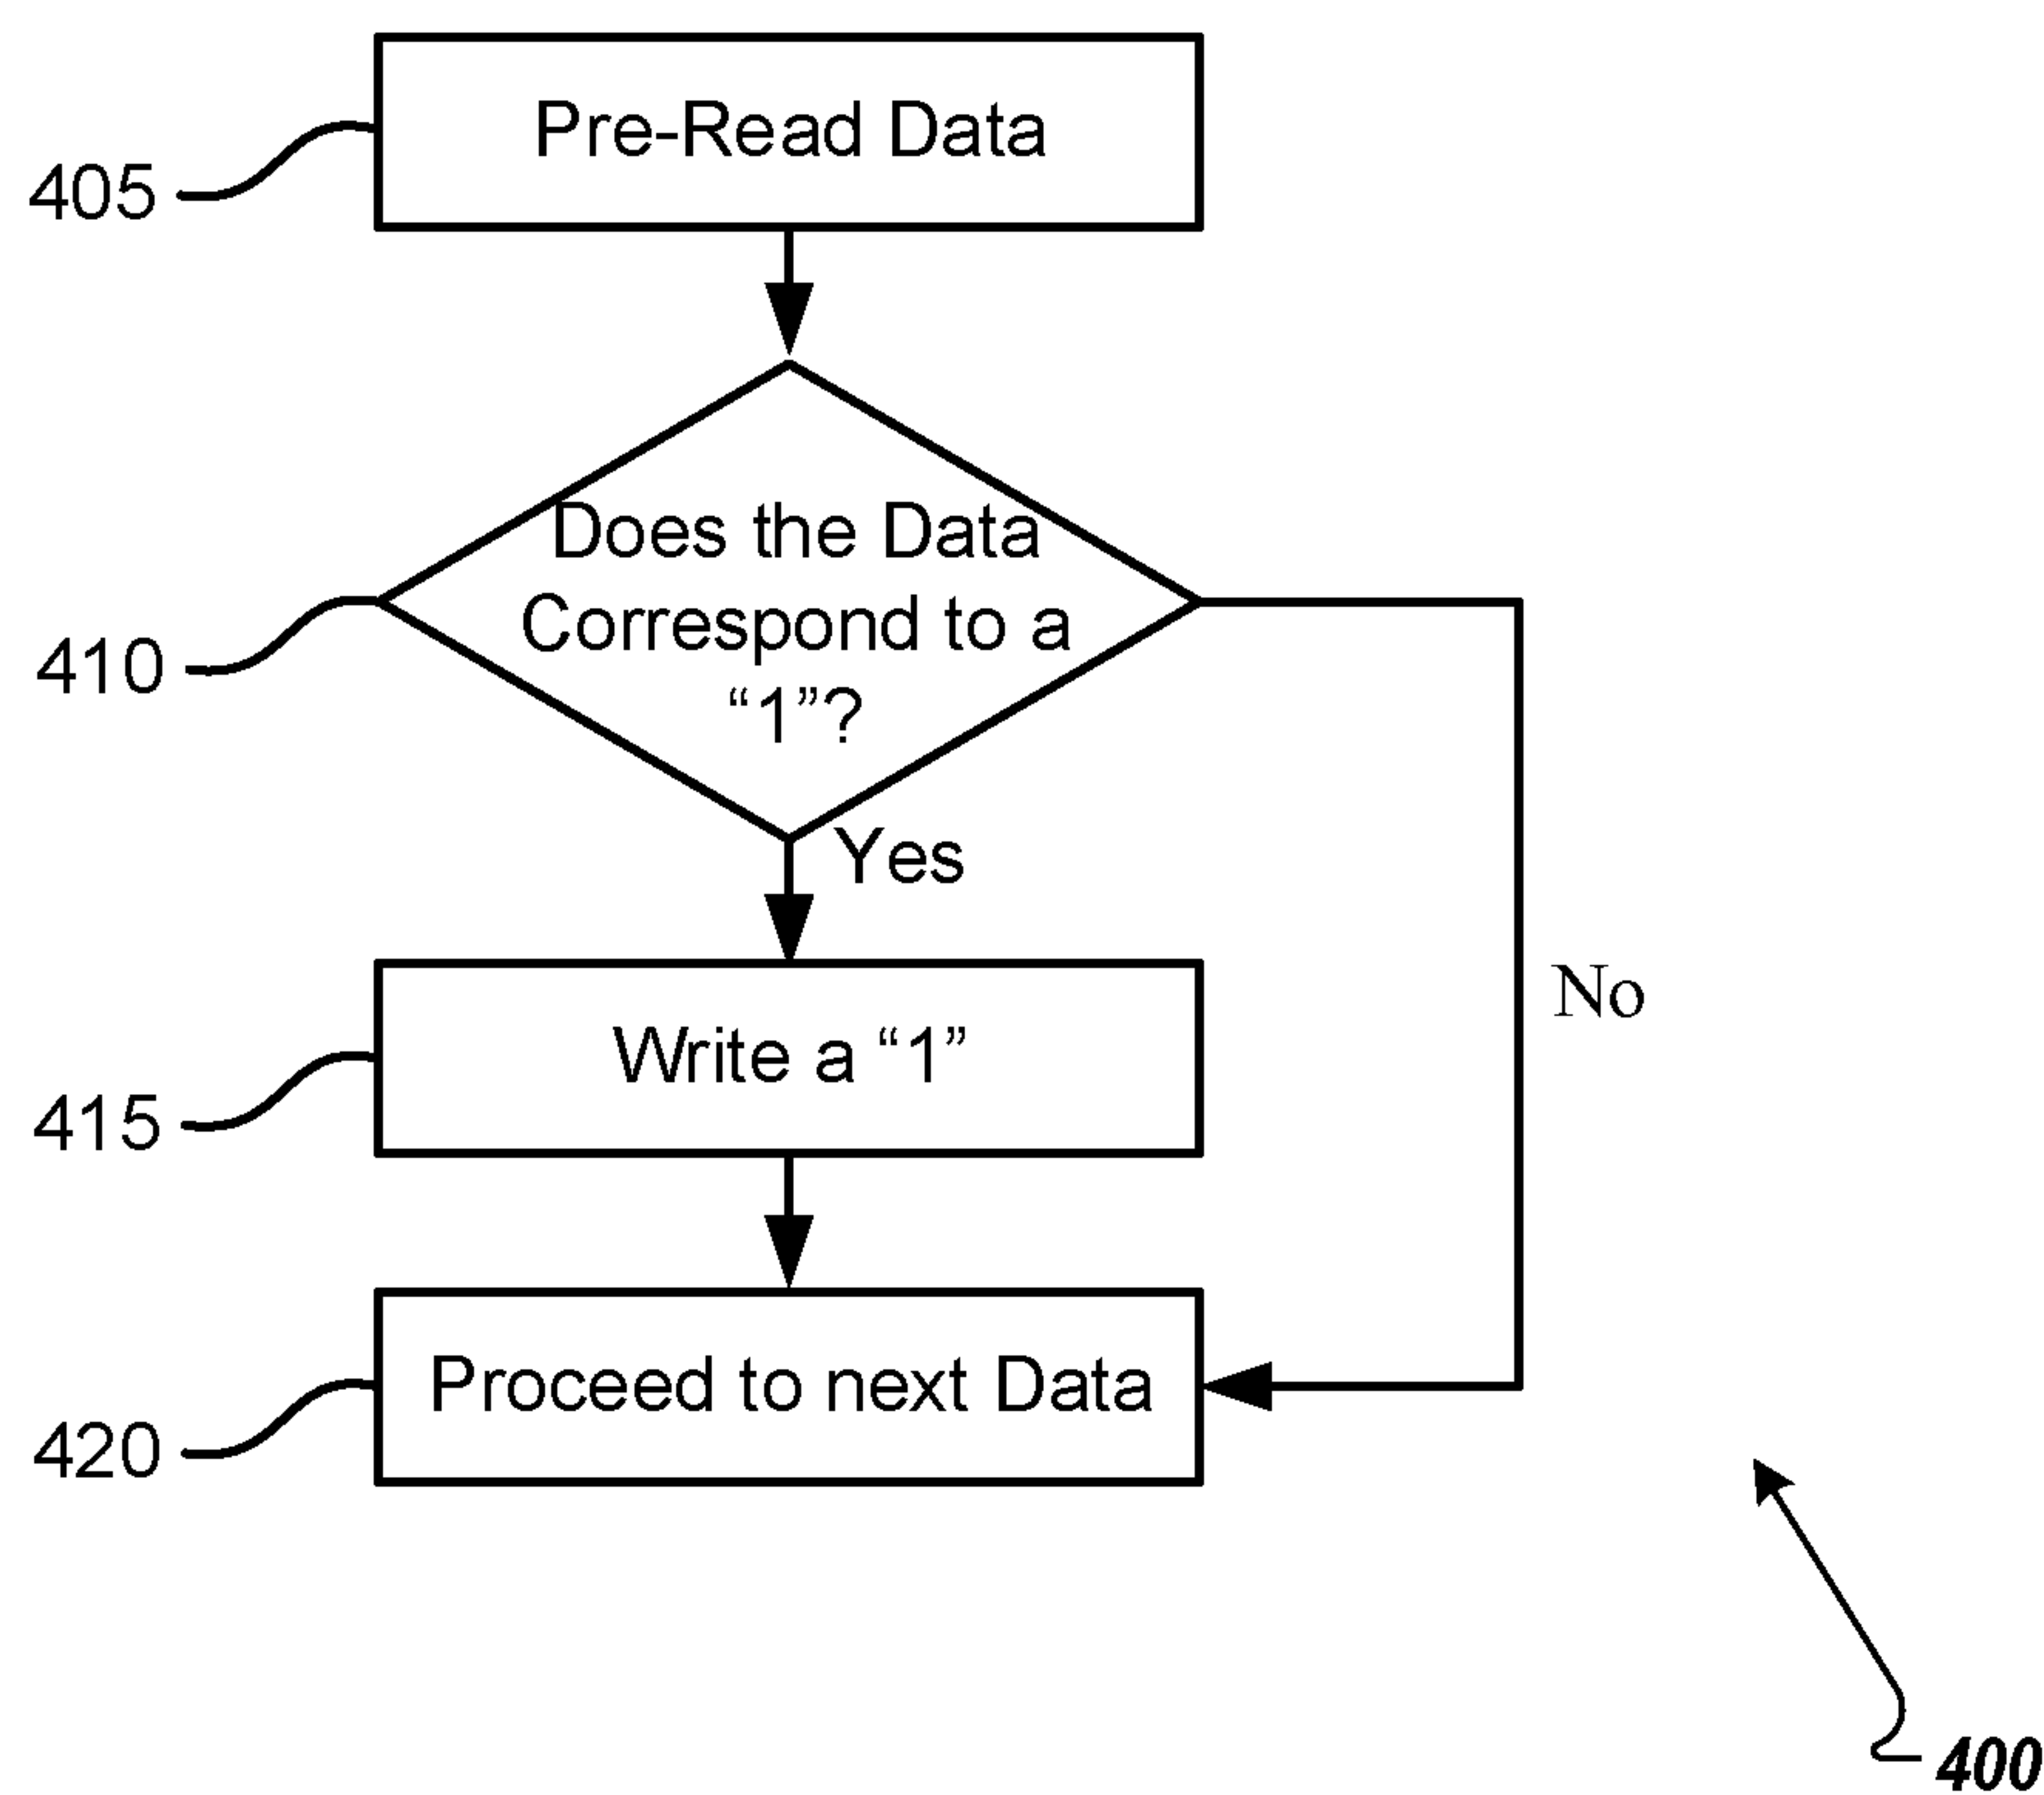 Pre-Read Data
405
Does the Data
Correspond to a
“1”?
410
Yes
No
Write a “1”
415
Proceed to next Data
420
400